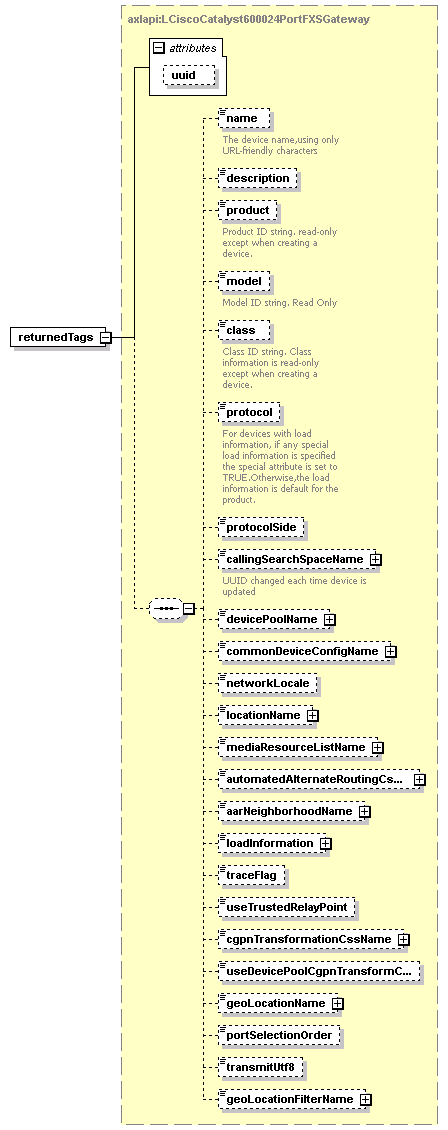 axlapi:LCiscoCatalyst600024PortFXSGateway
attributes
uuid
name
The device name,using only
URL-friendly characters
description
product
Product ID string. read-only
except when creating a
device.
model
Model ID string. Read Only
returnedTags
class
Class ID string. Class
information is read-only
except when creating a
device.
protocol
For devices with load
information, if any special
load information is specified
the special attribute is set to
TRUE.Otherwise,the load
information is default for the
product.
protocolSide
callingSearchSpaceName
UUID changed each time device is
updated
devicePoolName
commonDeviceConfigName
networkLocale
locationName
mediaResourceListName
automatedAlternateRoutingCs...
aarNeighborhoodName
loadInformation
traceFlag
useTrustedRelayPoint
cgpnTransformationCssName
useDevicePoolCgpnTransformC...
geoLocationName
portSelectionOrder
transmitUtf8
geoLocationFilterName